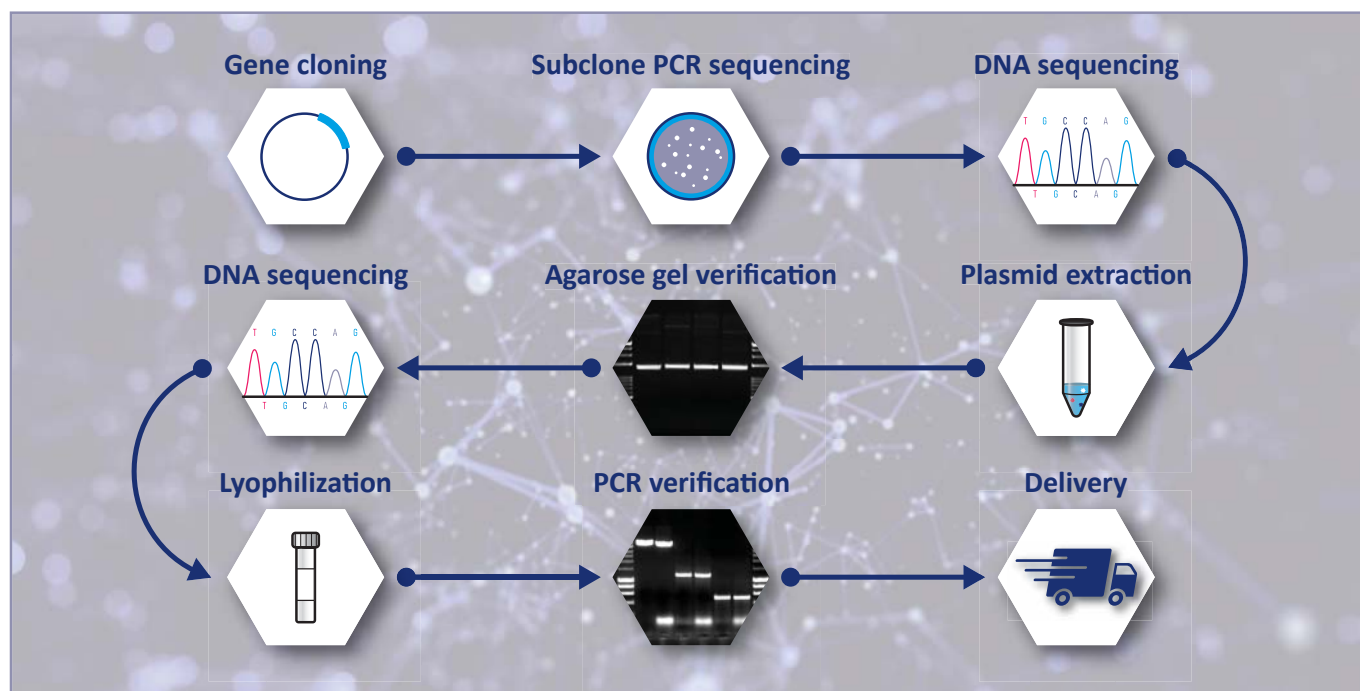 Gene cloning
Subclone PCR sequencing
DNA sequencing
T G C C A G
T G C A G
DNA sequencing
Agarose gel verification
Plasmid extraction
T G C C A G
T G C A G
Lyophilization
PCR verification
Delivery